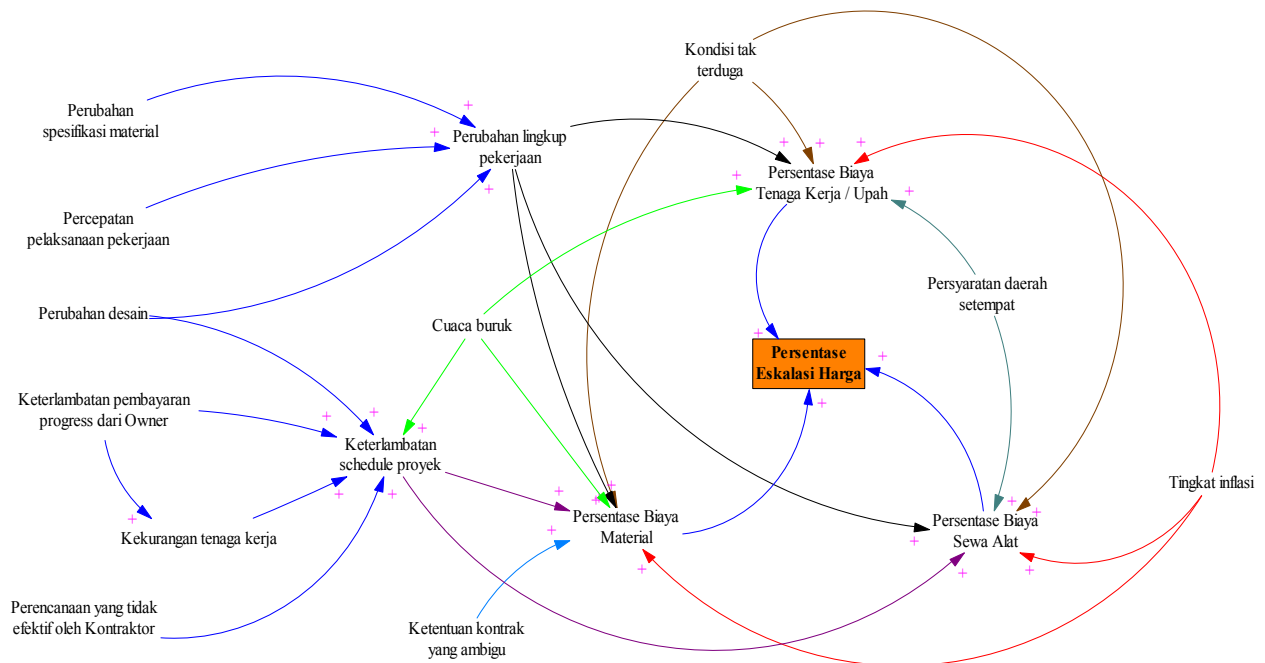 Kondisi tak
terduga
Perubahan
spesifikasi material
Perubahan lingkup
pekerjaan
Persentase Biaya
Tenaga Kerja / Upah
Percepatan
pelaksanaan pekerjaan
Persyaratan daerah
setempat
Perubahan desain
Cuaca buruk
Persentase
Eskalasi Harga
Keterlambatan pembayaran
progress dari Owner
Keterlambatan
schedule proyek
Tingkat inflasi
Persentase Biaya
Material
Persentase Biaya
Sewa Alat
Kekurangan tenaga kerja
Perencanaan yang tidak
efektif oleh Kontraktor
Ketentuan kontrak
yang ambigu